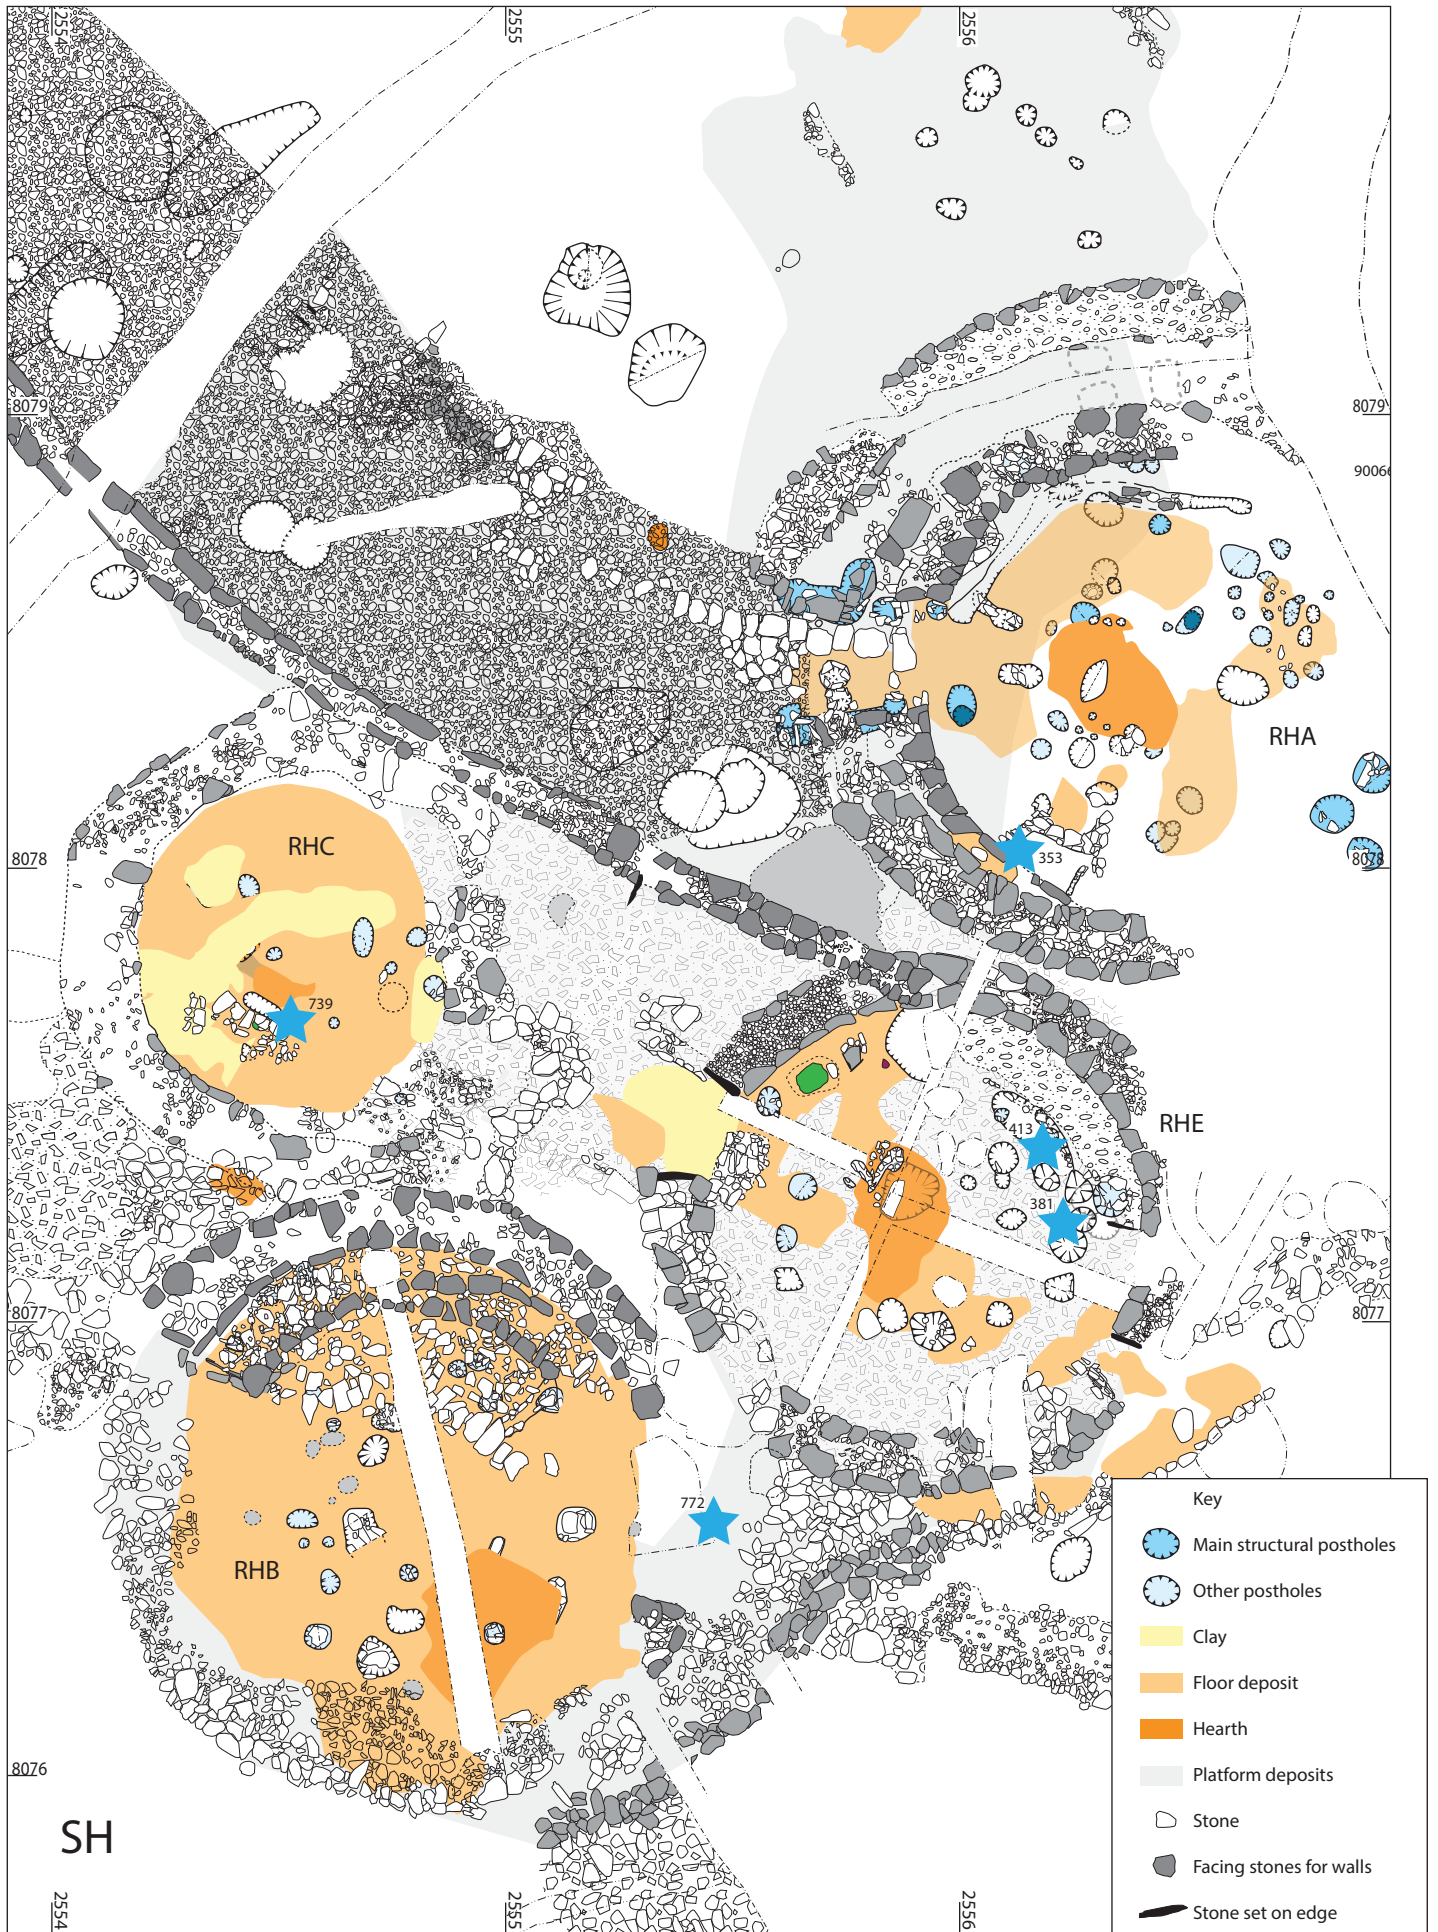 2554
2555
2556
8079
8079
90066
RHA
RHC
8078
353
8078
739
413
RHE
381
8077
8077
772
RHB
8076
SH
2554
2555
2556
Key
Main structural postholes
Other postholes
Clay
Floor deposit
Hearth
Platform deposits
Stone
Facing stones for walls
Stone set on edge